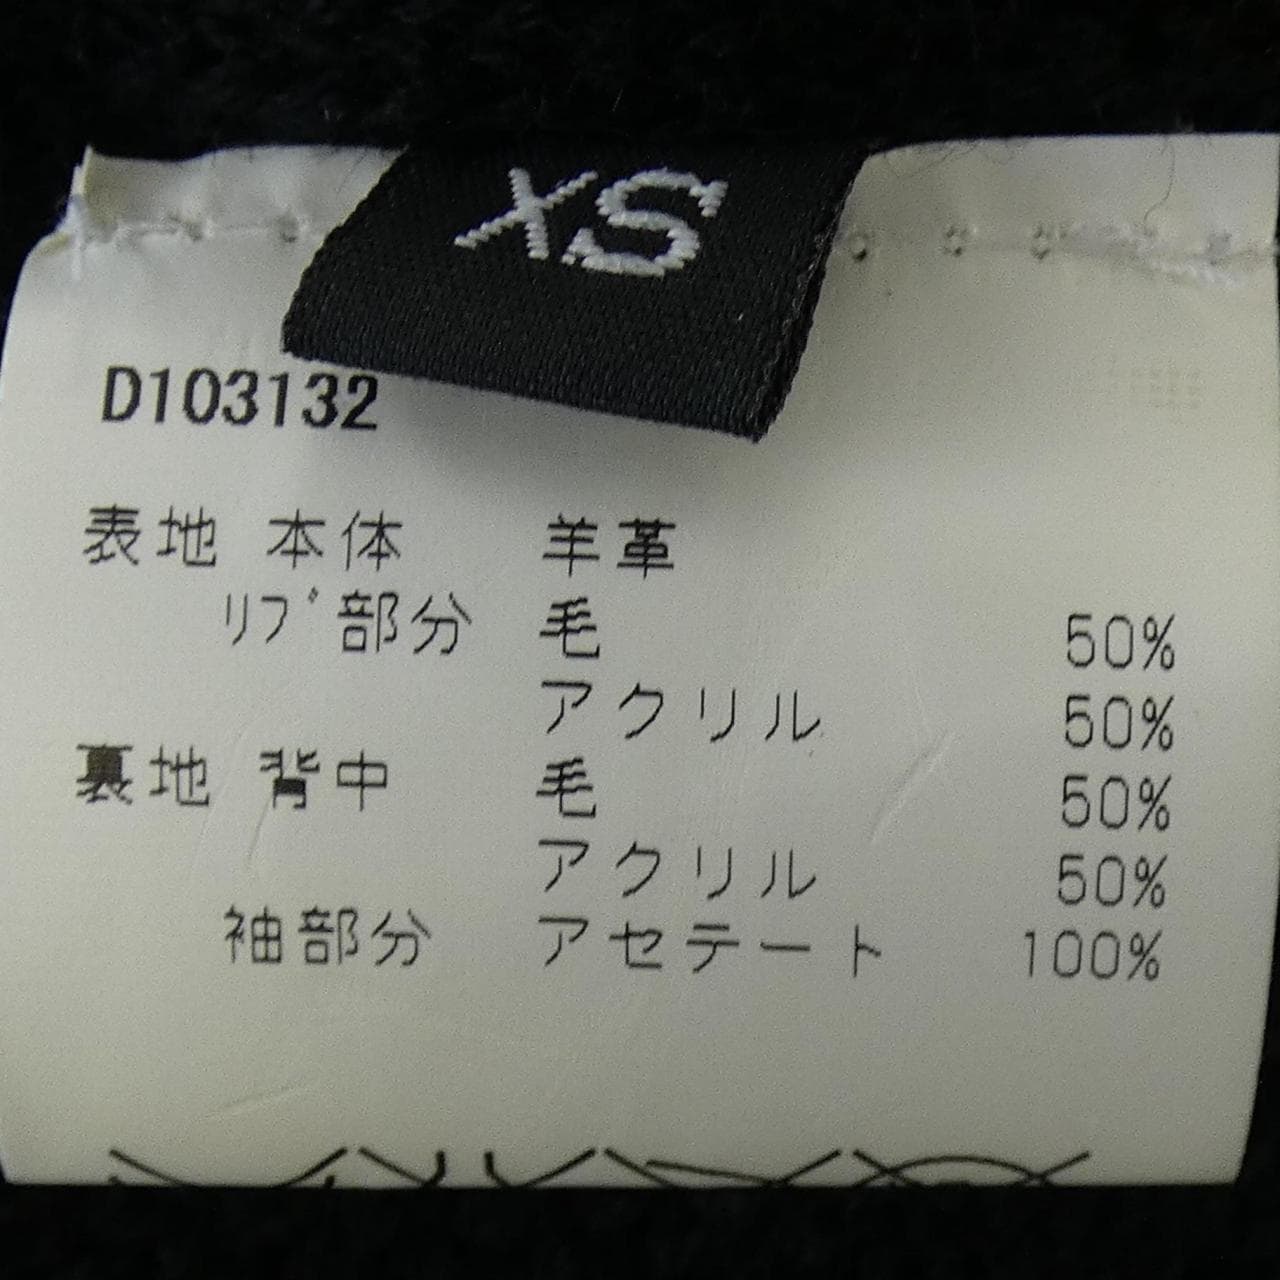 XS
D103132
表地 本体 羊革
リブ部分 毛 50%
アクリル 50%
裏地 背中 毛 50%
アクリル 50%
袖部分 アセテート 100%